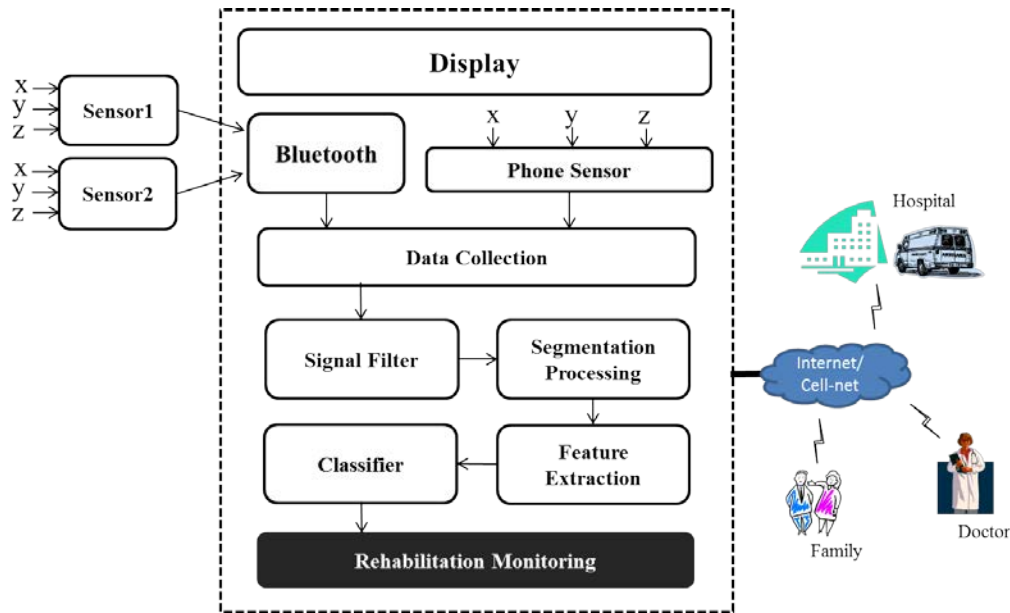 Display
x
y
z
Sensor1
x
y
z
Sensor2
Bluetooth
x y z
Phone Sensor
Data Collection
Signal Filter
Segmentation
Processing
Classifier
Feature
Extraction
Rehabilitation Monitoring
Hospital
Internet/
Cell-net
Family
Doctor